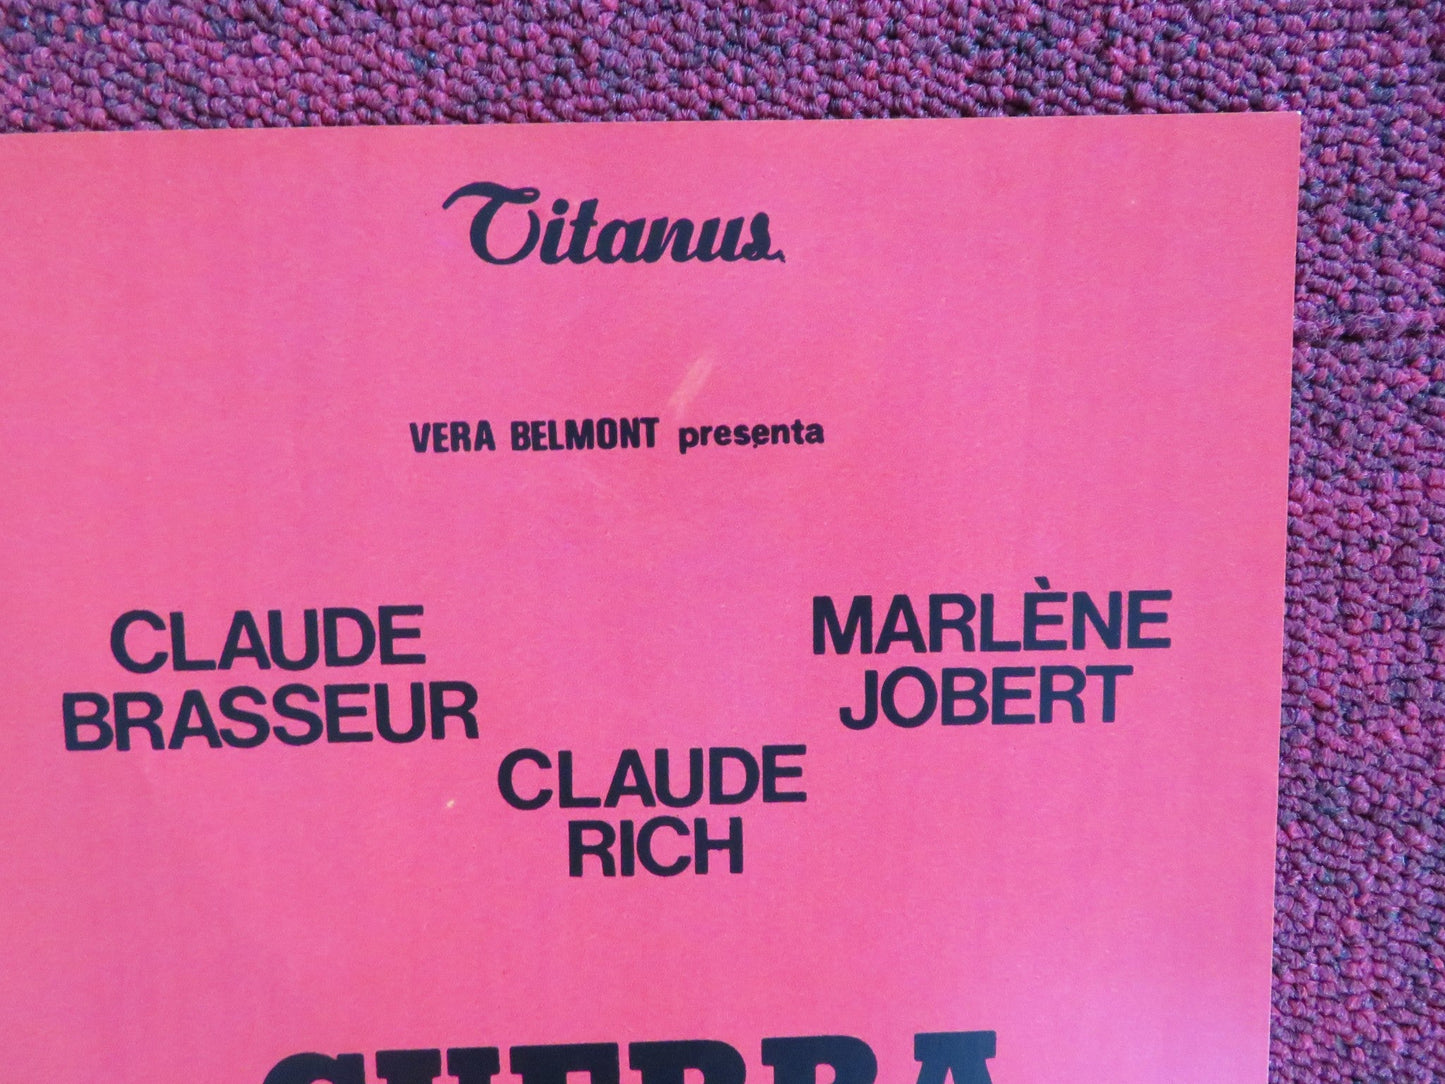 Titanus
VERA BELMONT presenta
CLAUDE
BRASSEUR
MARLÈNE
JOBERT
CLAUDE
RICH